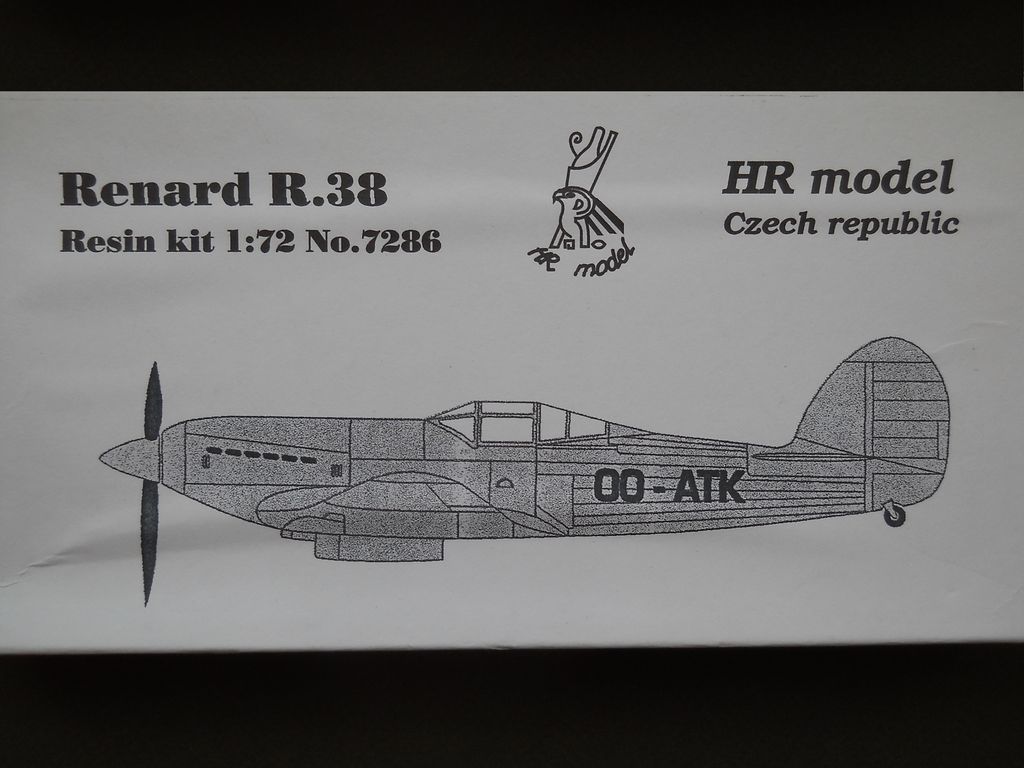 Renard R.38
Resin kit 1:72 No.7286
HR model
HR model
Czech republic
OO-ATK